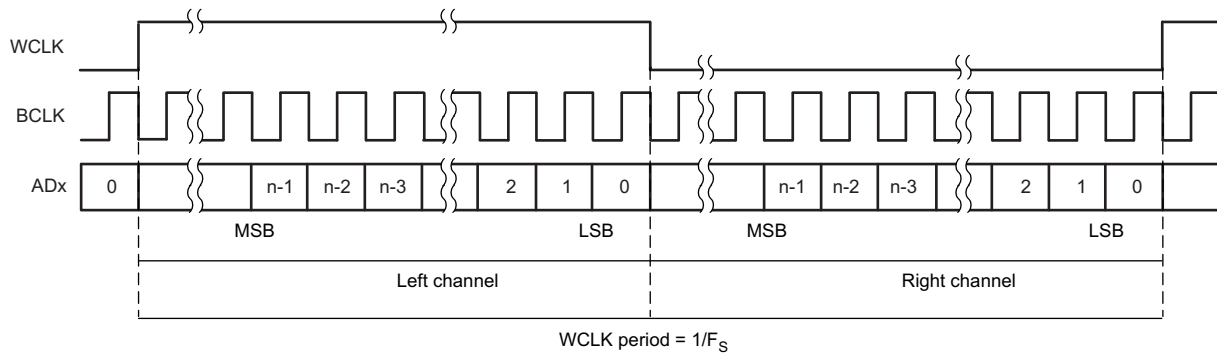 WCLK
BCLK
ADx 0 n-1 n-2 n-3 2 1 0 n-1 n-2 n-3 2 1 0
MSB LSB MSB LSB
Left channel Right channel
WCLK period = 1/FS